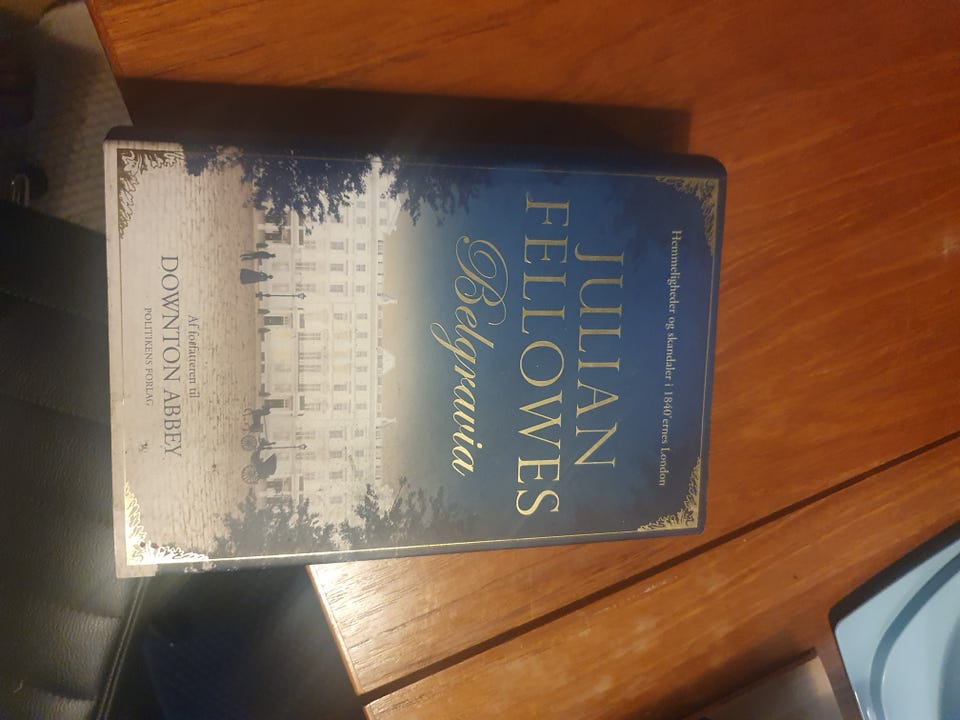 Hemmeligheder og skandaler i 1840'ernes London
JULIAN
FELLOWES
Belgravia
Af forfatteren til
DOWNTON ABBEY
POLITIKENS FORLAG